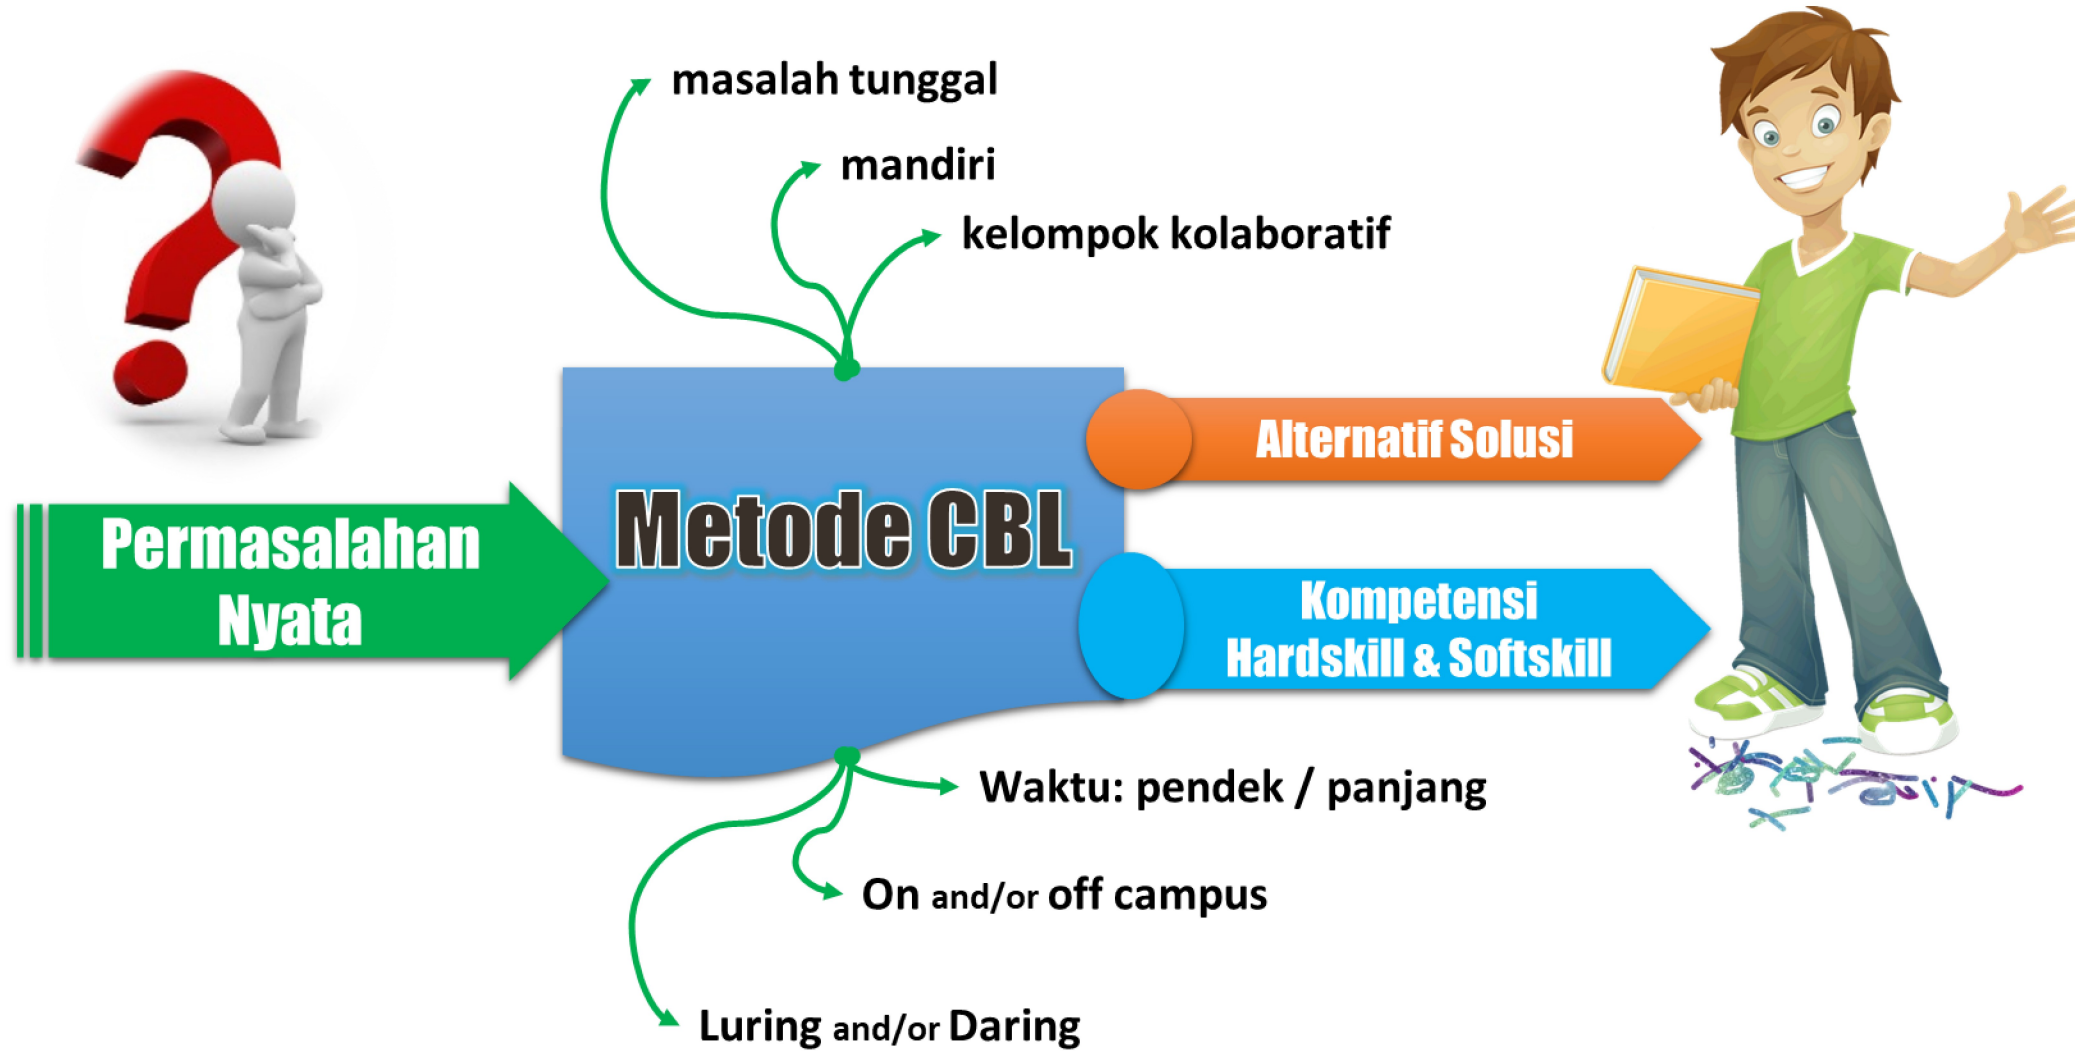 masalah tunggal
mandiri
kelompok kolaboratif
Permasalahan
Nyata
Metode CBL
Alternatif Solusi
Kompetensi
Hardskill & Softskill
Waktu: pendek / panjang
On and/or off campus
Luring and/or Daring